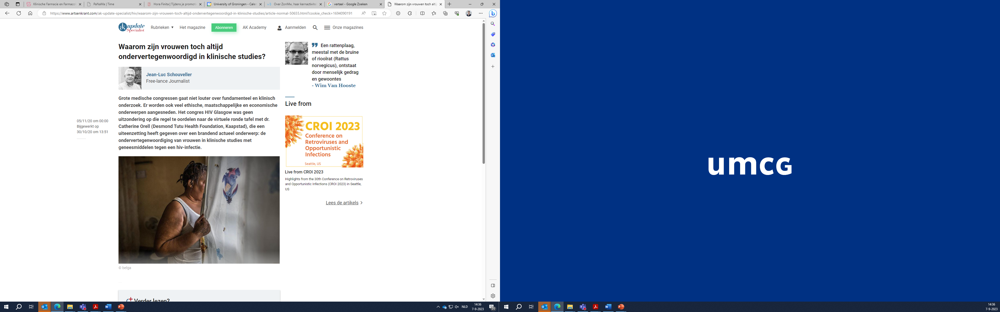 Klinische Farmacie en Farmaco
PaNaMa | Time
Hora Finita | Tijdens je promoti
University of Groningen - Calen
Over ZonMw, haar kernactivitei
vertaal - Google Zoeken
Waarom zijn vrouwen toch altij
https://www.artsenkrant.com/ak-update-specialist/hiv/waarom-zijn-vrouwen-toch-altijd-ondervertegenwoordigd-in-klinische-studies/article-normal-50655.html?cookie_check=1694090191
ak update
Specialist
Rubrieken
Het magazine
Abonneren
AK Academy
Aanmelden
Onze magazines
Waarom zijn vrouwen toch altijd
ondervertegenwoordigd in klinische studies?
Jean-Luc Schouveller
Free-lance Journalist
05/11/20 om 00:00
Bijgewerkt op
30/10/20 om 13:51
Grote medische congressen gaat niet louter over fundamenteel en klinisch
onderzoek. Er worden ook veel ethische, maatschappelijke en economische
onderwerpen aangesneden. Het congres HIV Glasgow was geen
uitzondering op die regel te oordelen naar de virtuele ronde tafel met dr.
Catherine Orell (Desmond Tutu Health Foundation, Kaapstad), die een
uiteenzetting heeft gegeven over een brandend actueel onderwerp: de
ondervertegenwoordiging van vrouwen in klinische studies met
geneesmiddelen tegen een hiv-infectie.
© belga
Verder lezen?
Een rattenplaag,
meestal met de bruine
of rioolrat (Rattus
norvegicus), ontstaat
door menselijk gedrag
en gewoontes
- Wim Van Hooste
Live from
CROI 2023
Conference on
Retroviruses and
Opportunistic
Infections
Seattle, US
Live from CROI 2023
Highlights from the 30th Conference on Retroviruses
and Opportunistic Infections (CROI 2023) in Seattle,
US
Lees de artikels
umcg
NLD
14:36
7-9-2023
20
14:36
7-9-2023